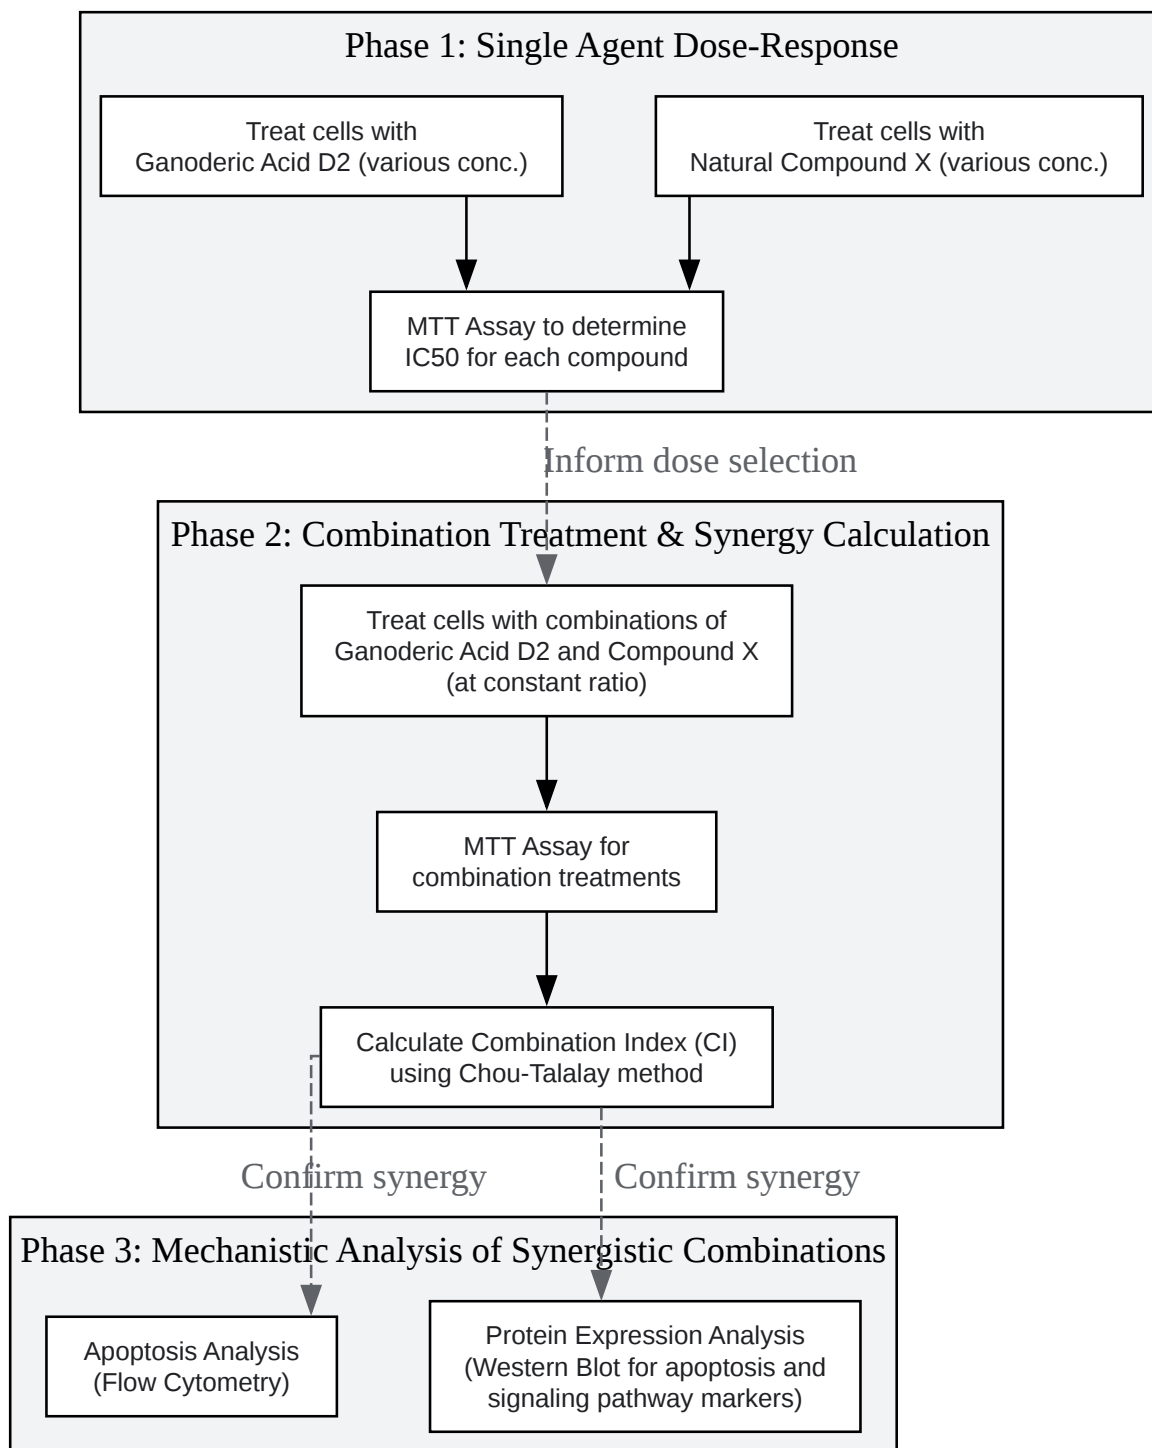 Phase 1: Single Agent Dose-Response
Treat cells with
Ganoderic Acid D2 (various conc.)
Treat cells with
Natural Compound X (various conc.)
MTT Assay to determine
IC50 for each compound
Inform dose selection
Phase 2: Combination Treatment & Synergy Calculation
Treat cells with combinations of
Ganoderic Acid D2 and Compound X
(at constant ratio)
MTT Assay for
combination treatments
Calculate Combination Index (CI)
using Chou-Talalay method
Confirm synergy
Confirm synergy
Phase 3: Mechanistic Analysis of Synergistic Combinations
Apoptosis Analysis
(Flow Cytometry)
Protein Expression Analysis
(Western Blot for apoptosis and
signaling pathway markers)